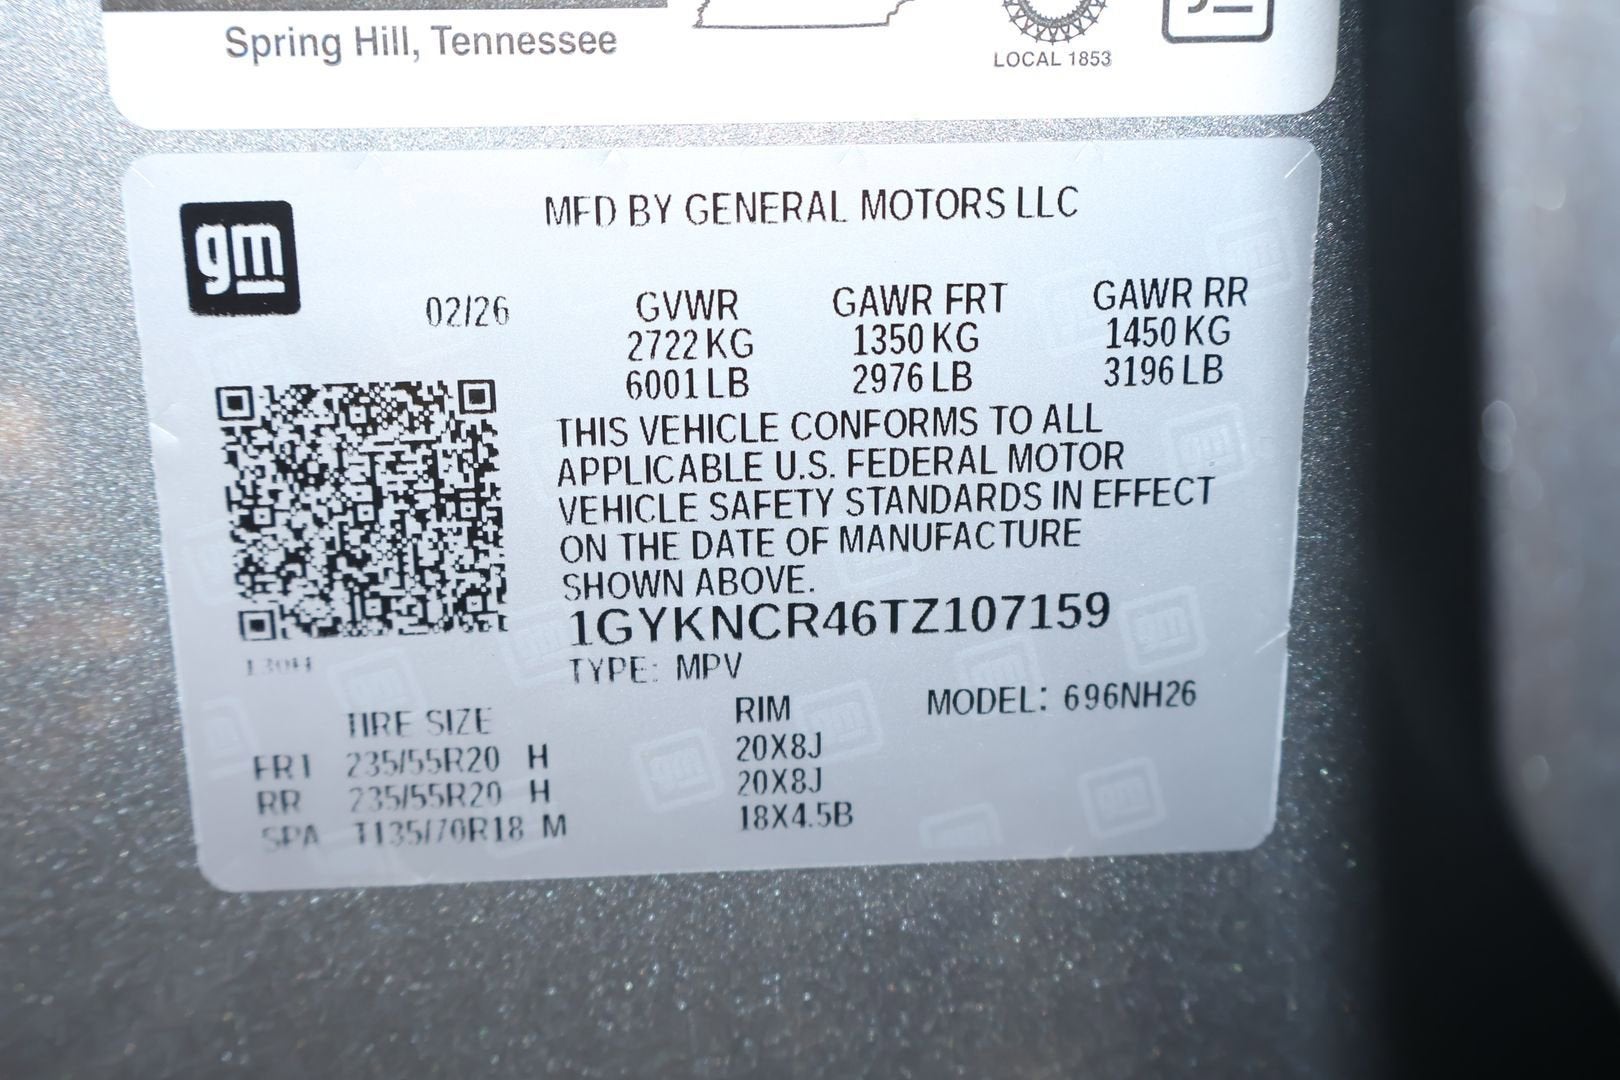 Spring Hill, Tennessee
LOCAL 1853
gm
MFD BY GENERAL MOTORS LLC
02/26
GVWR GAWR FRT GAWR RR
2722 KG 1350 KG 1450 KG
6001 LB 2976 LB 3196 LB
THIS VEHICLE CONFORMS TO ALL
APPLICABLE U.S. FEDERAL MOTOR
VEHICLE SAFETY STANDARDS IN EFFECT
ON THE DATE OF MANUFACTURE
SHOWN ABOVE.
1GYKNCR46TZ107159
TYPE: MPV
MODEL: 696NH26
TIRE SIZE RIM
FRT 235/55R20 H 20X8J
RR 235/55R20 H 20X8J
SPA T135/70R18 M 18X4.5B